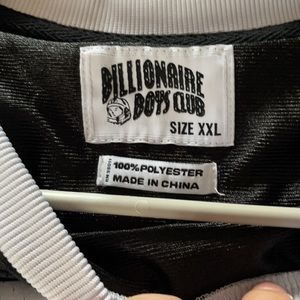 BILLIONAIRE
BOYS CLUB
SIZE XXL
100% POLYESTER
MADE IN CHINA